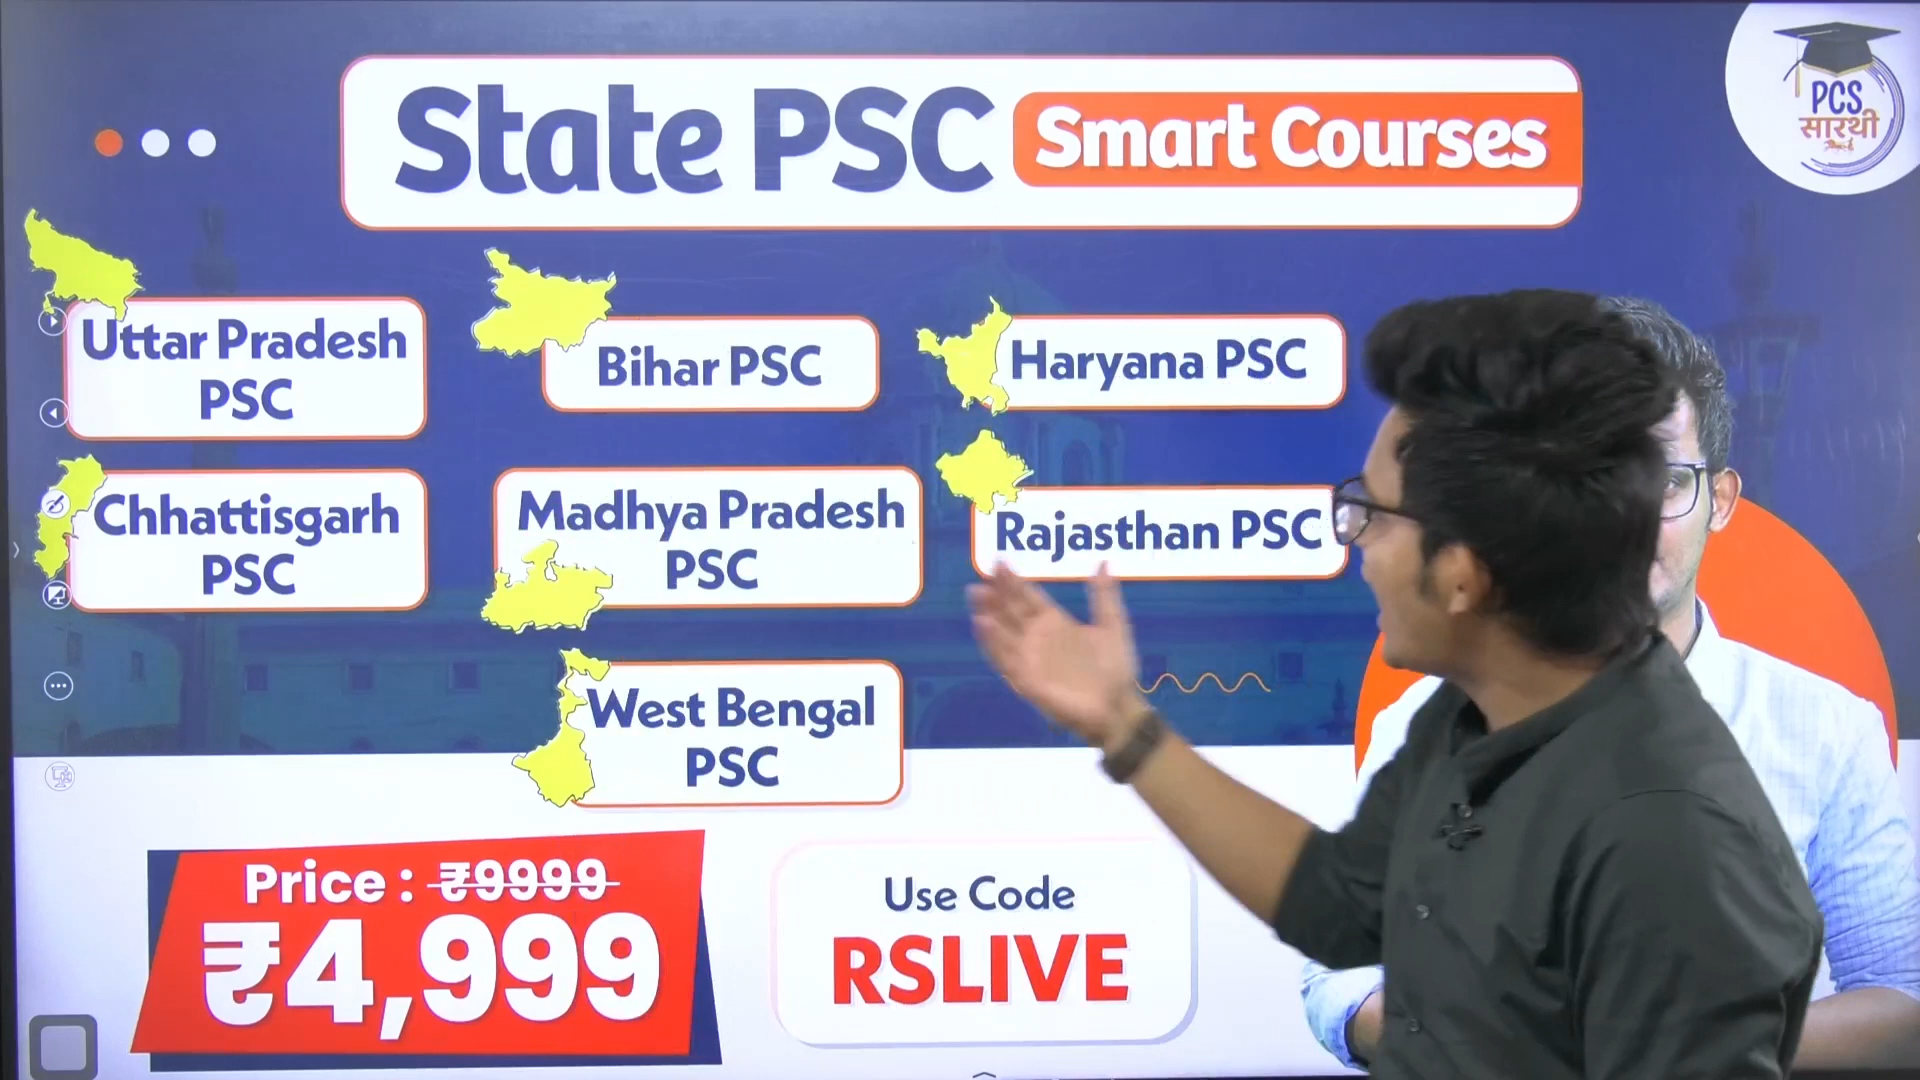 State PSC Smart Courses
PCS
सारथी
Uttar Pradesh
PSC
Bihar PSC
Haryana PSC
Chhattisgarh
PSC
Madhya Pradesh
PSC
Rajasthan PSC
West Bengal
PSC
Price : ₹9999
₹4,999
Use Code
RSLIVE